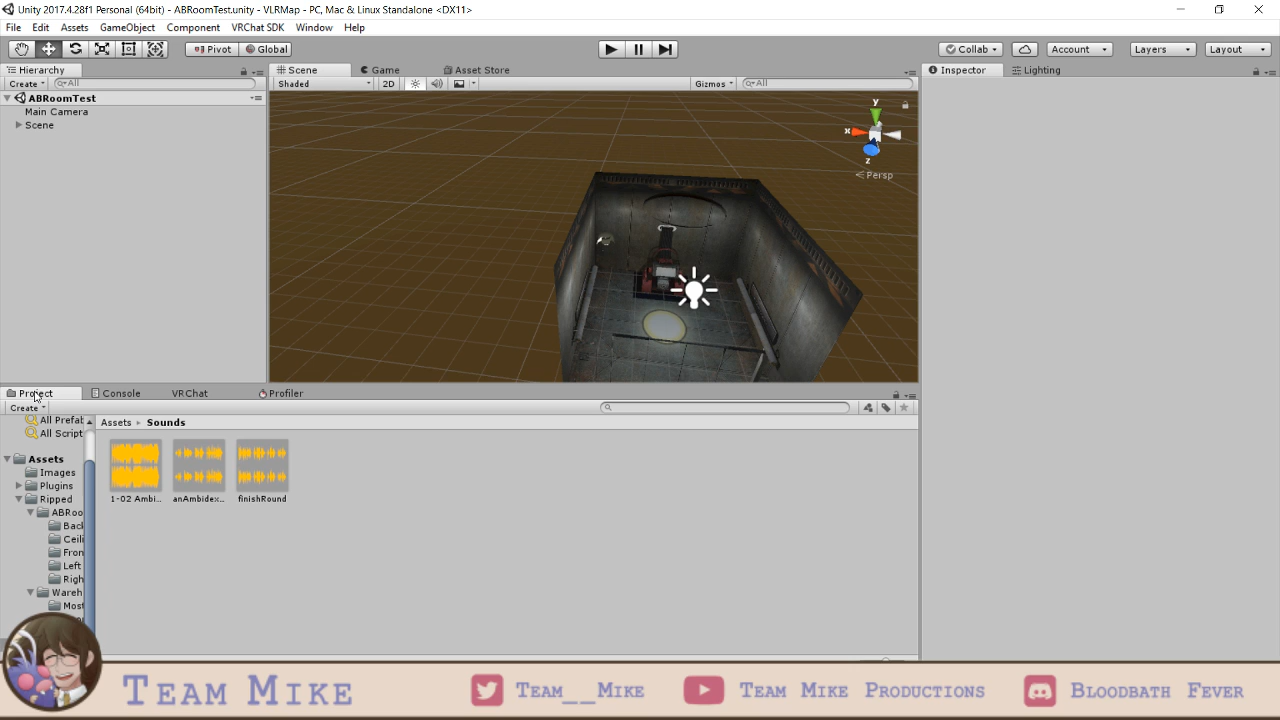 Unity 2017.4.28f1 Personal (64bit) - ABRoomTest.unity - VLRMap - PC, Mac & Linux Standalone <DX11>
File Edit Assets GameObject Component VRChat SDK Window Help
Pivot Global Collab Account Layers Layout
Hierarchy Scene Game Asset Store Inspector Lighting
Create All Shaded 2D Gizmos All
ABRoomTest
Main Camera
Scene
y
x
z
Persp
Project Console VRChat Profiler
Create
All Prefab
All Script
Assets
Images
Plugins
Ripped
ABRoo
Back
Ceili
Fron
Left
Righ
Wareh
Most
Assets Sounds
1-02 Ambi... anAmbidex... finishRound
Team Mike Team__Mike Team Mike Productions Bloodbath Fever